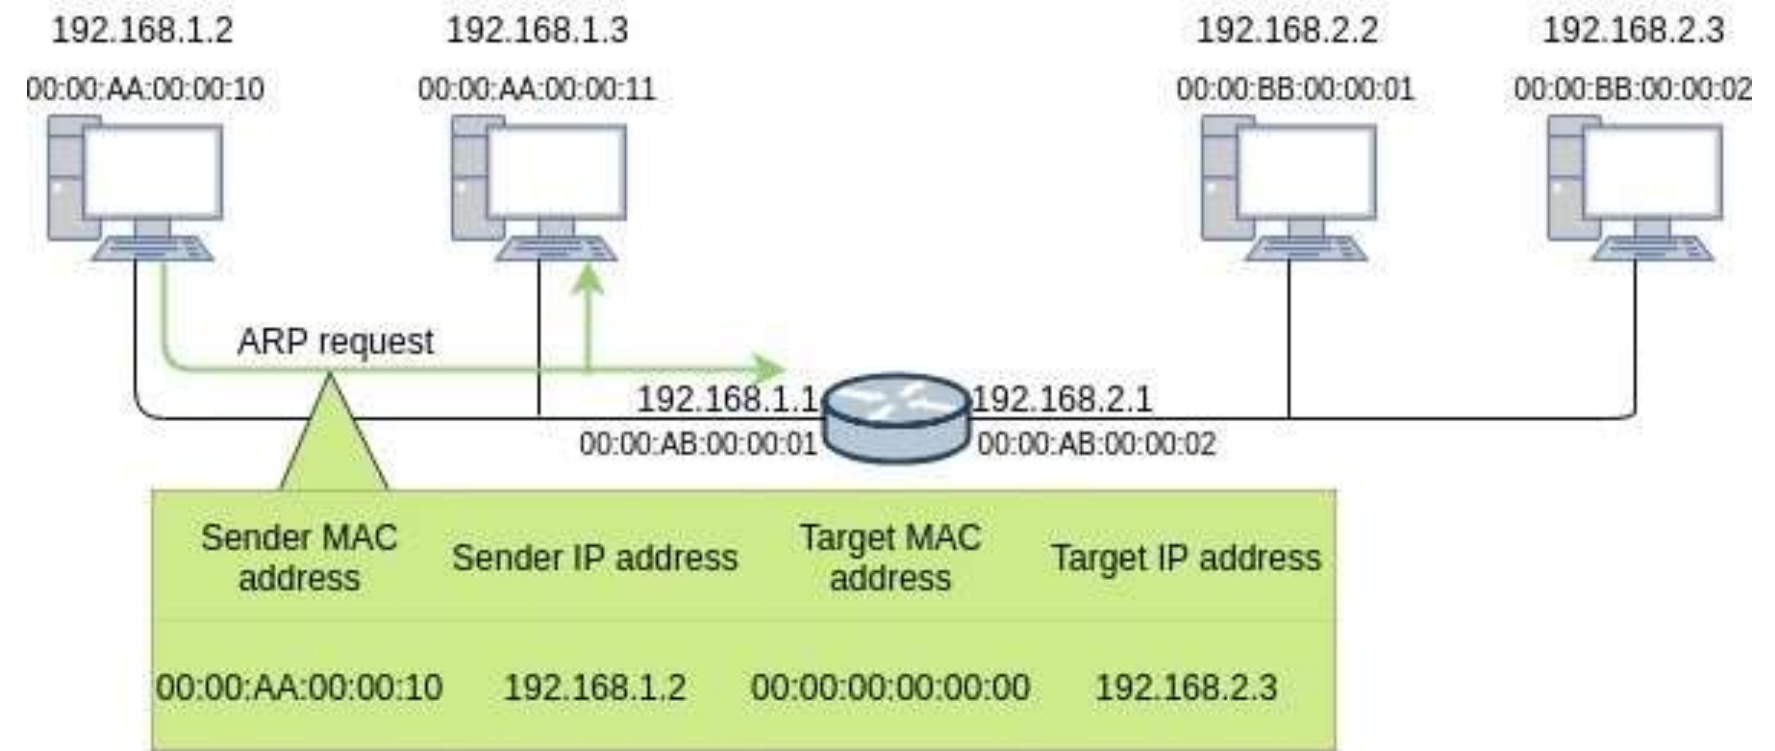 192.168.1.2
192.168.1.3
192.168.2.2
192.168.2.3
00:00:AA:00:00:10
00:00:AA:00:00:11
00:00:BB:00:00:01
00:00:BB:00:00:02
ARP request
192.168.1.1
192.168.2.1
00:00:AB:00:00:01
00:00:AB:00:00:02
Sender MAC
address
Sender IP address
Target MAC
address
Target IP address
00:00:AA:00:00:10
192.168.1.2
00:00:00:00:00:00
192.168.2.3